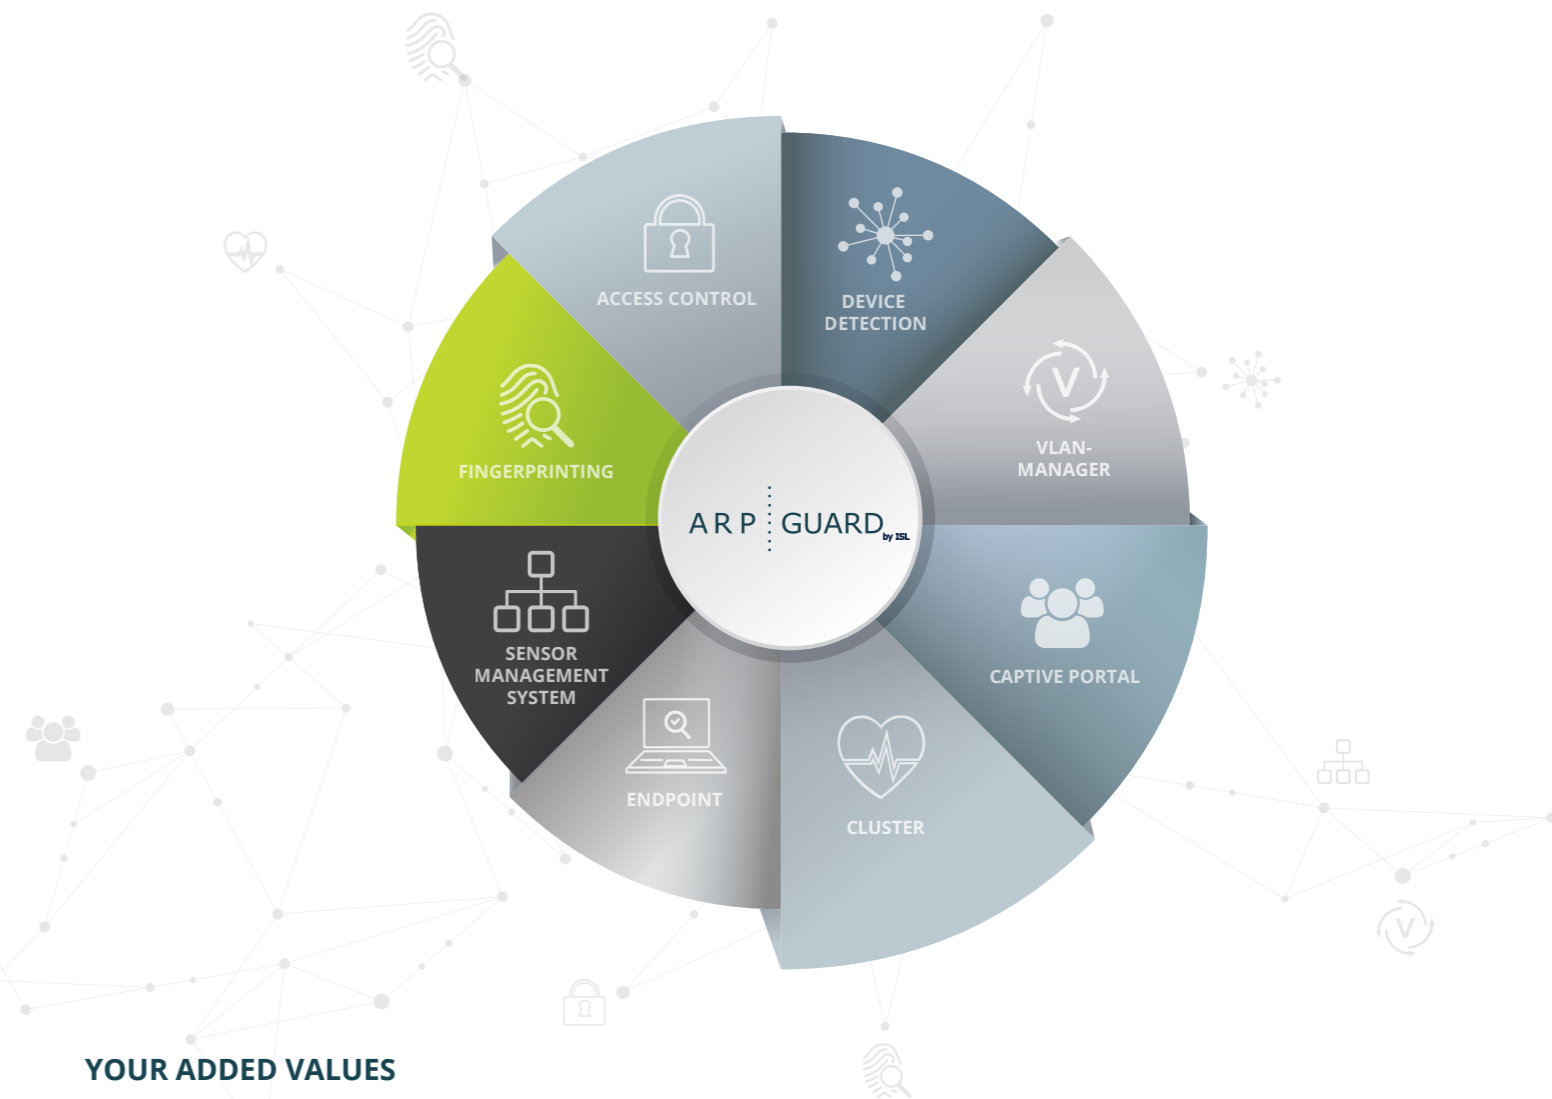 ACCESS CONTROL
DEVICE
DETECTION
VLAN-
MANAGER
FINGERPRINTING
V
ARP GUARD
by ISL
SENSOR
MANAGEMENT
SYSTEM
CAPTIVE PORTAL
ENDPOINT
CLUSTER
V
YOUR ADDED VALUES